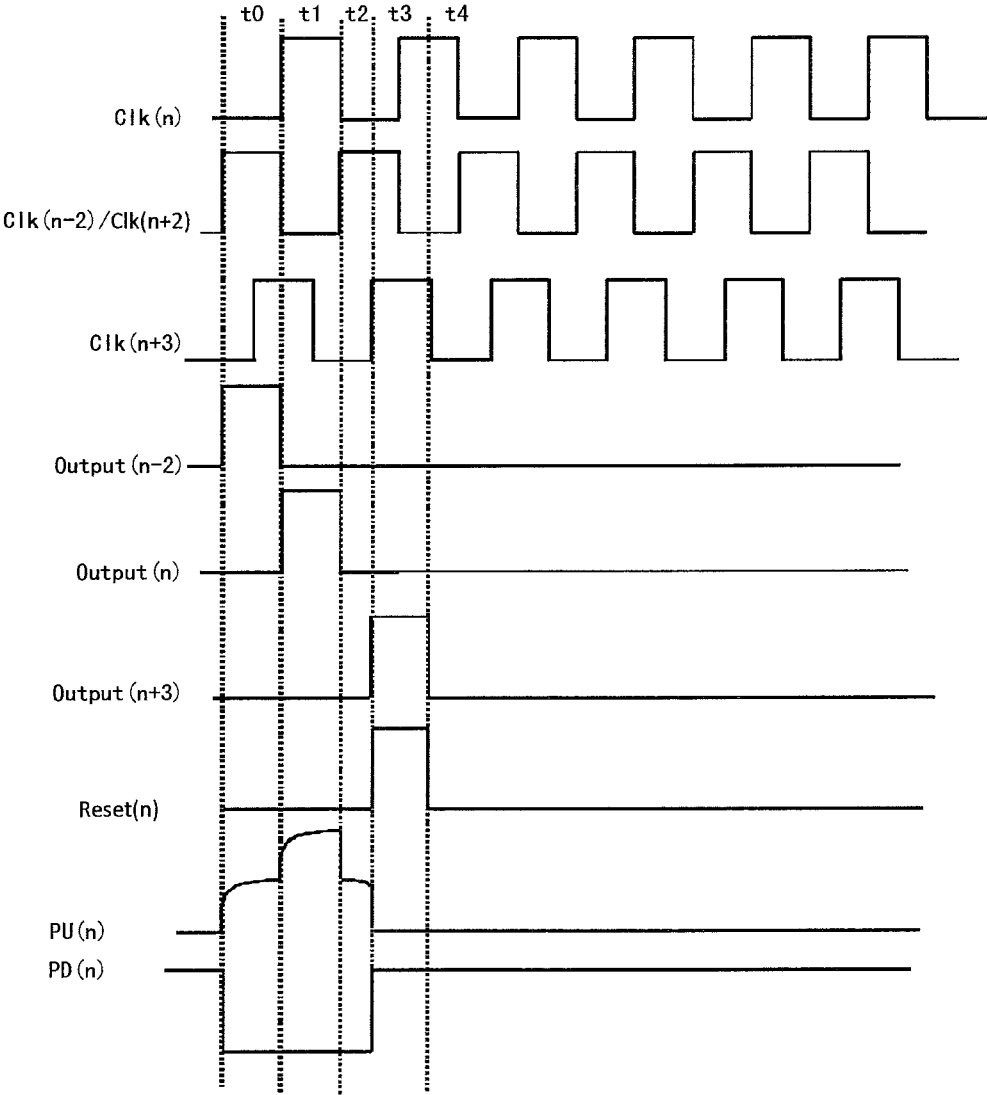 t0 t1 t2 t3 t4
Clk(n)
Clk(n-2)/Clk(n+2)
Clk(n+3)
Output(n-2)
Output(n)
Output(n+3)
Reset(n)
PU(n)
PD(n)